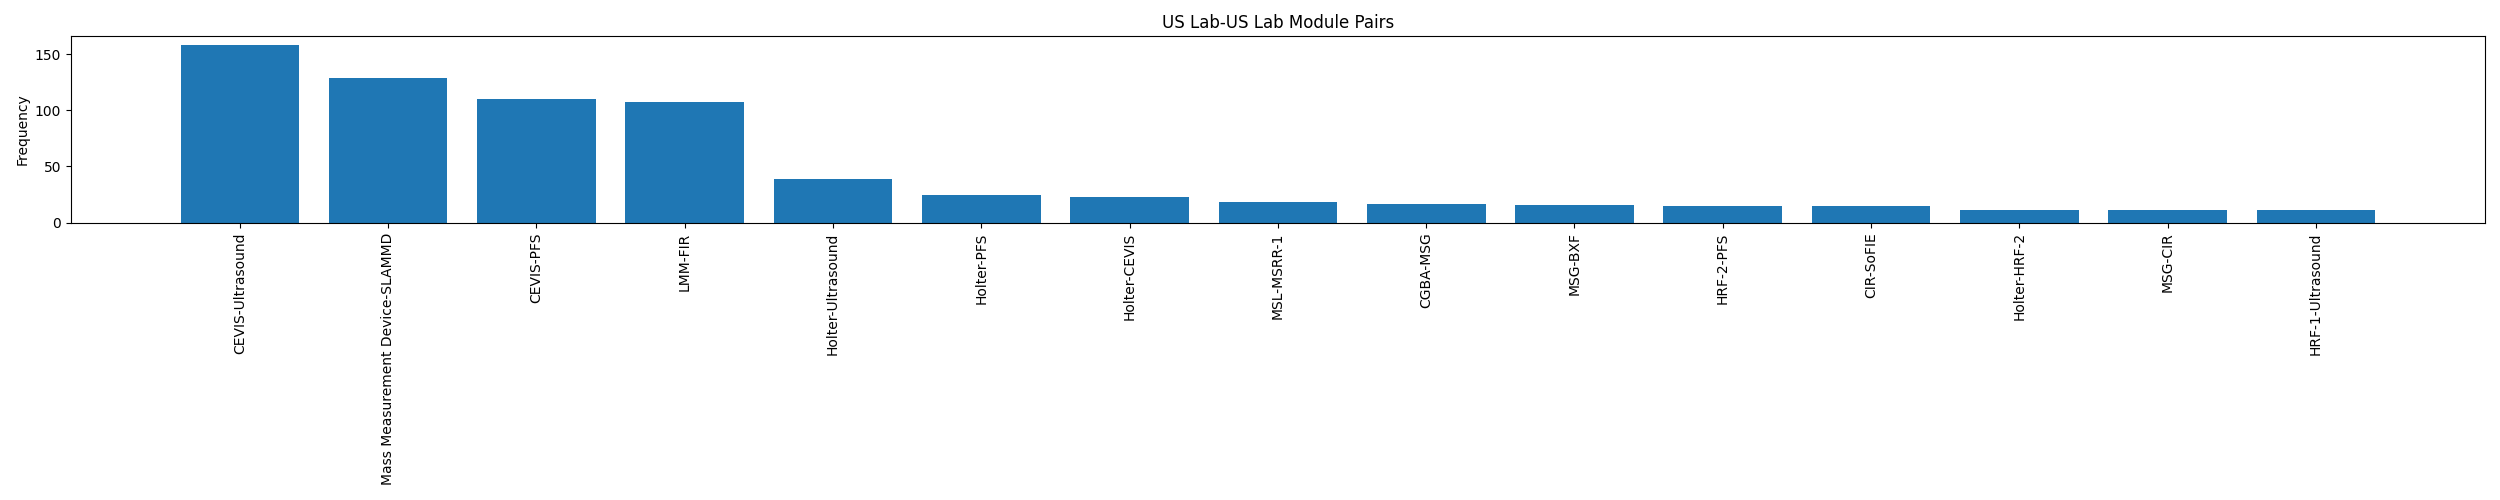 US Lab-US Lab Module Pairs
Frequency
150
100
50
0
CEVIS-Ultrasound
Mass Measurement Device-SLAMMD
CEVIS-PFS
LMM-FIR
Holter-Ultrasound
Holter-PFS
Holter-CEVIS
MSL-MSRR-1
CGBA-MSG
MSG-BXF
HRF-2-PFS
CIR-SoFIE
Holter-HRF-2
MSG-CIR
HRF-1-Ultrasound